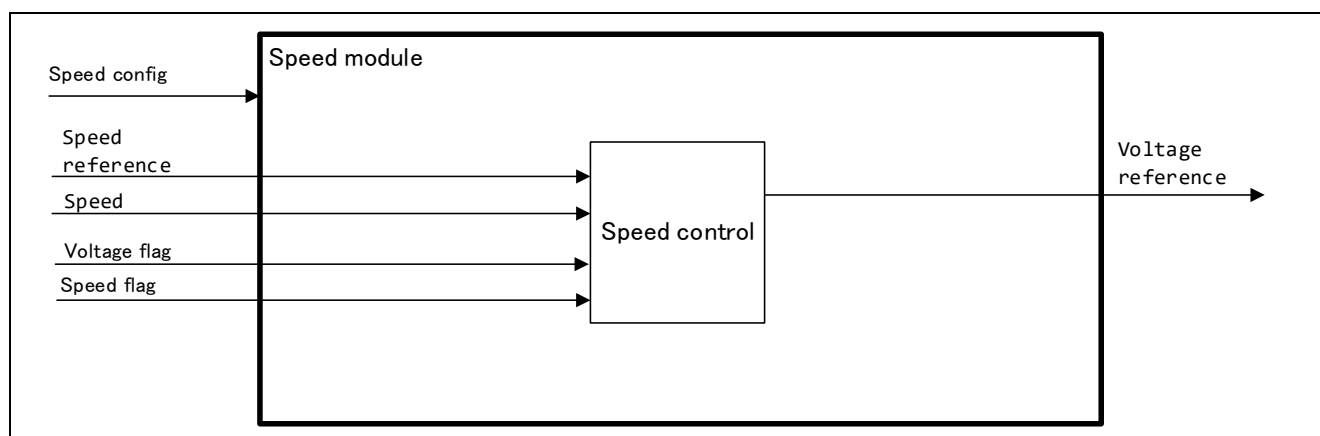 Speed module
Speed config
Speed
reference
Speed
Voltage flag
Speed flag
Speed control
Voltage
reference